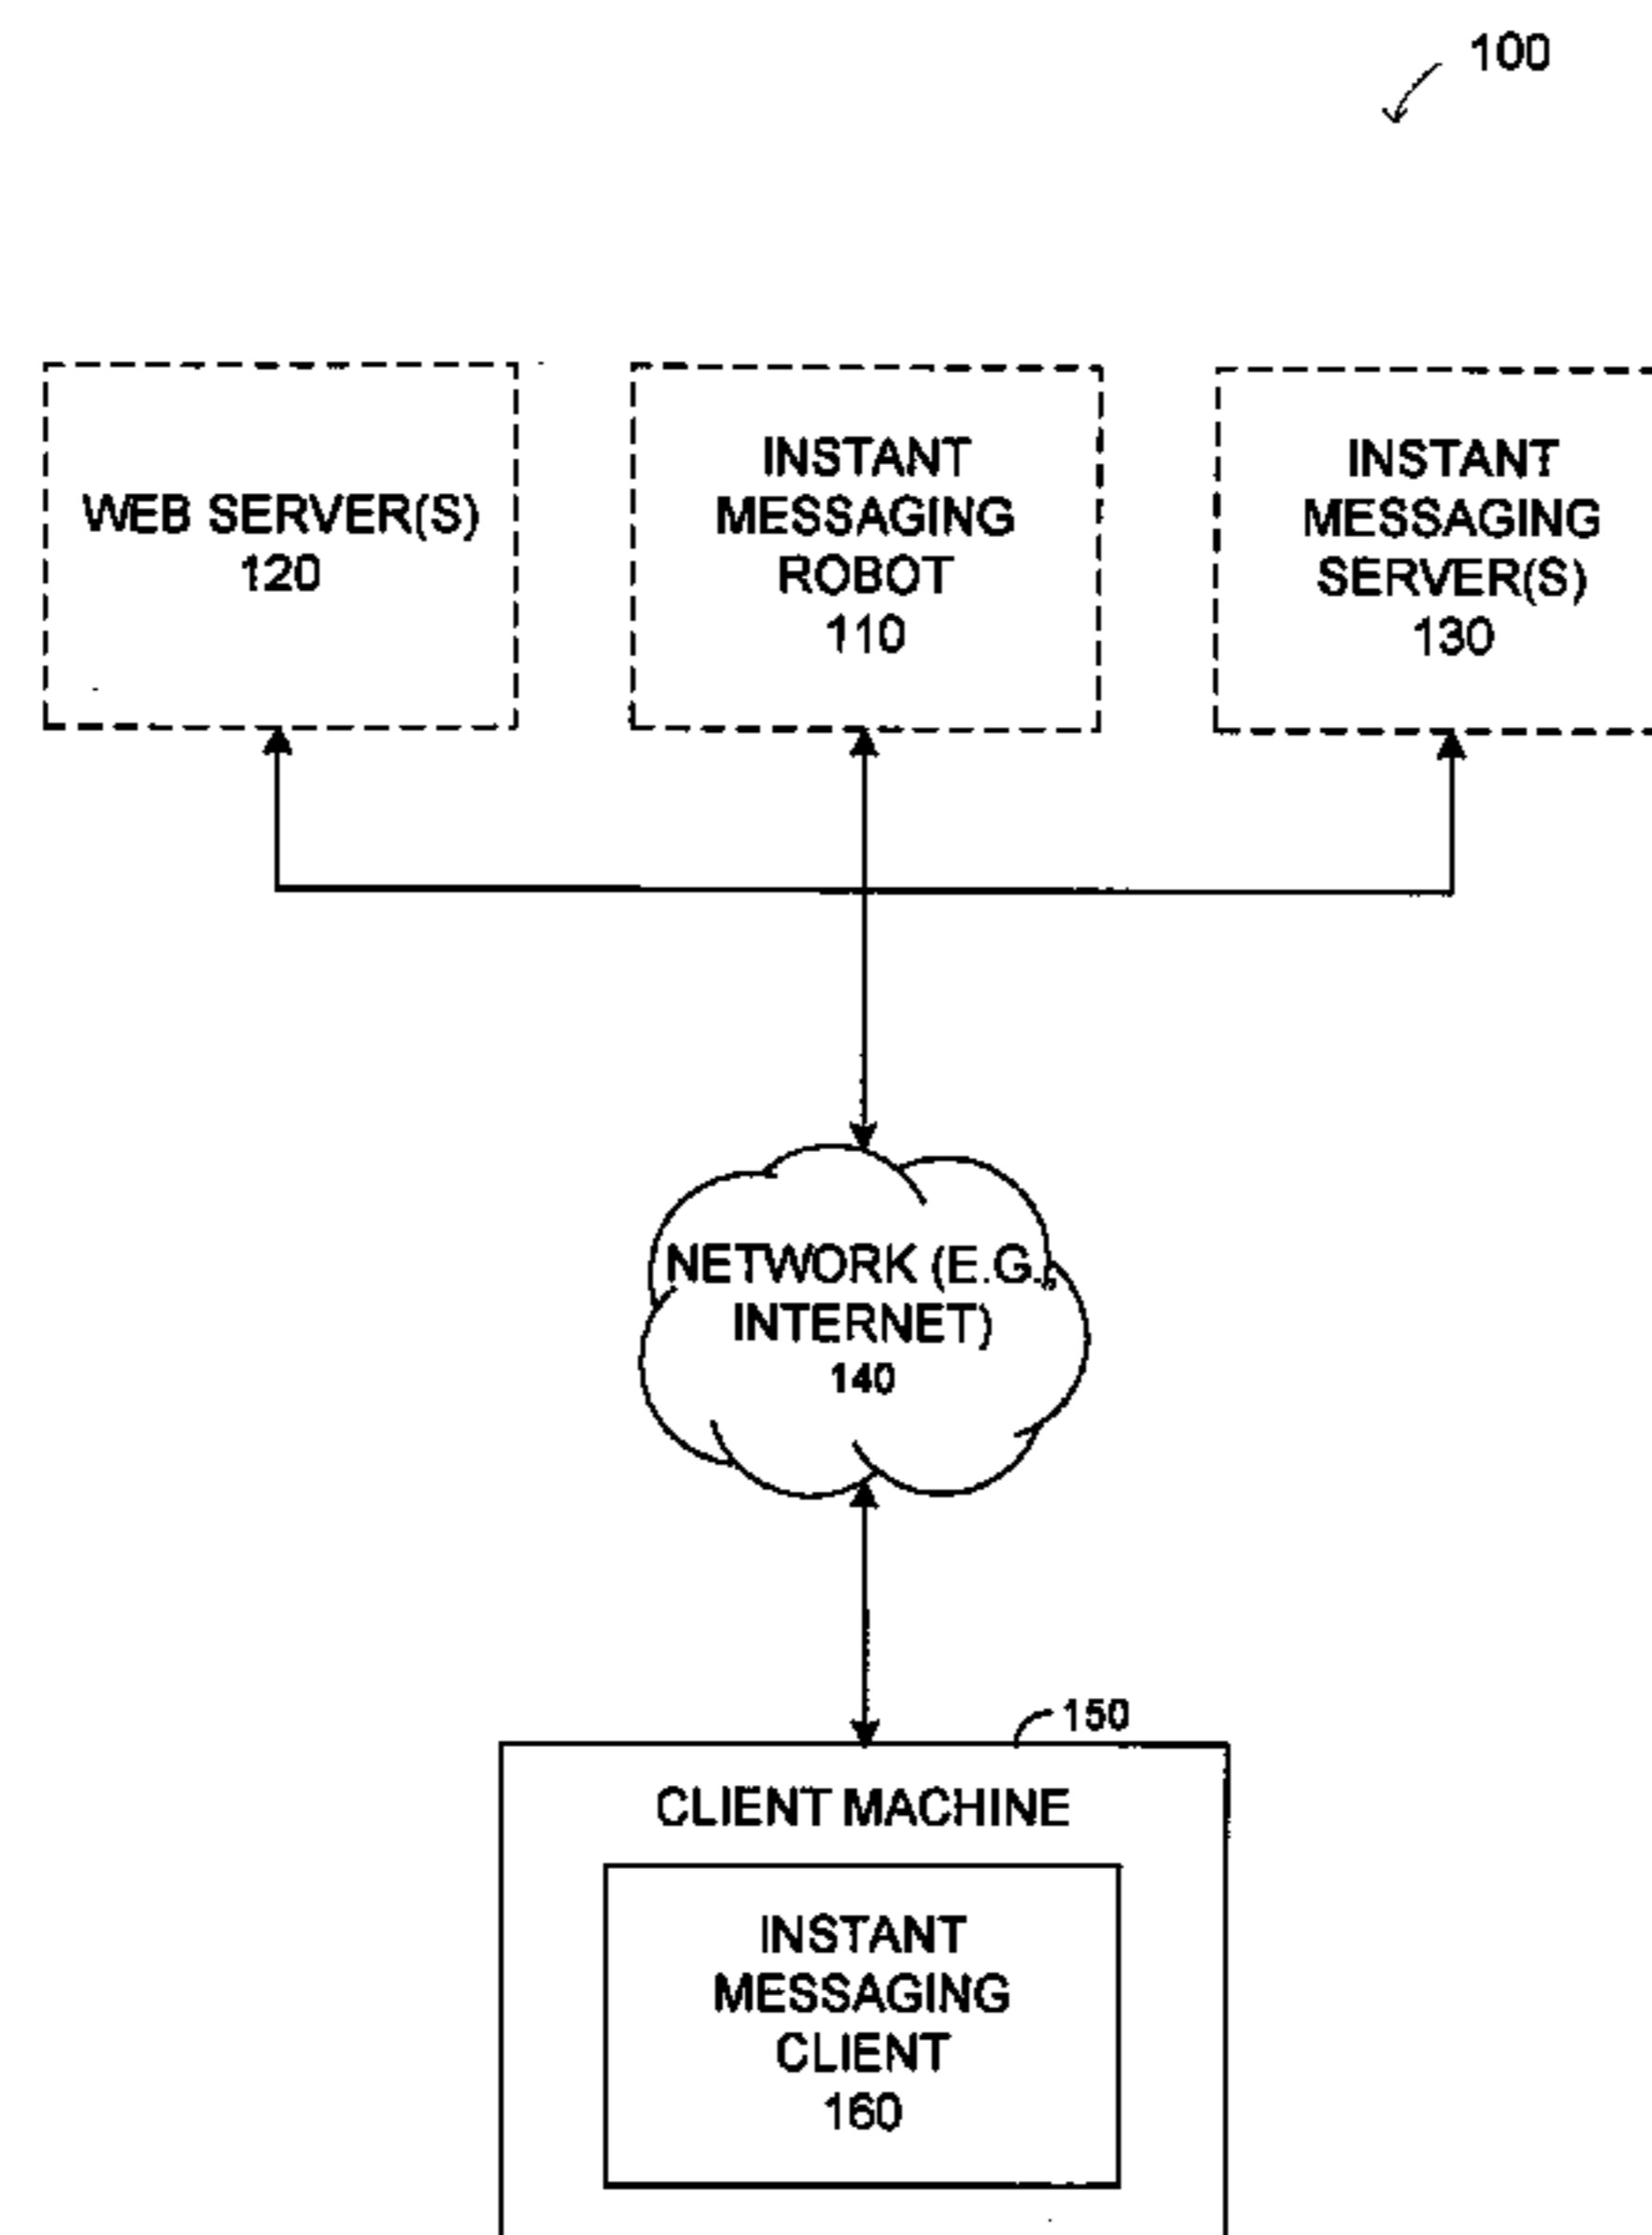 100
WEB SERVER(S)
120
INSTANT
MESSAGING
ROBOT
110
INSTANT
MESSAGING
SERVER(S)
130
NETWORK (E.G.,
INTERNET)
140
150
CLIENT MACHINE
INSTANT
MESSAGING
CLIENT
160